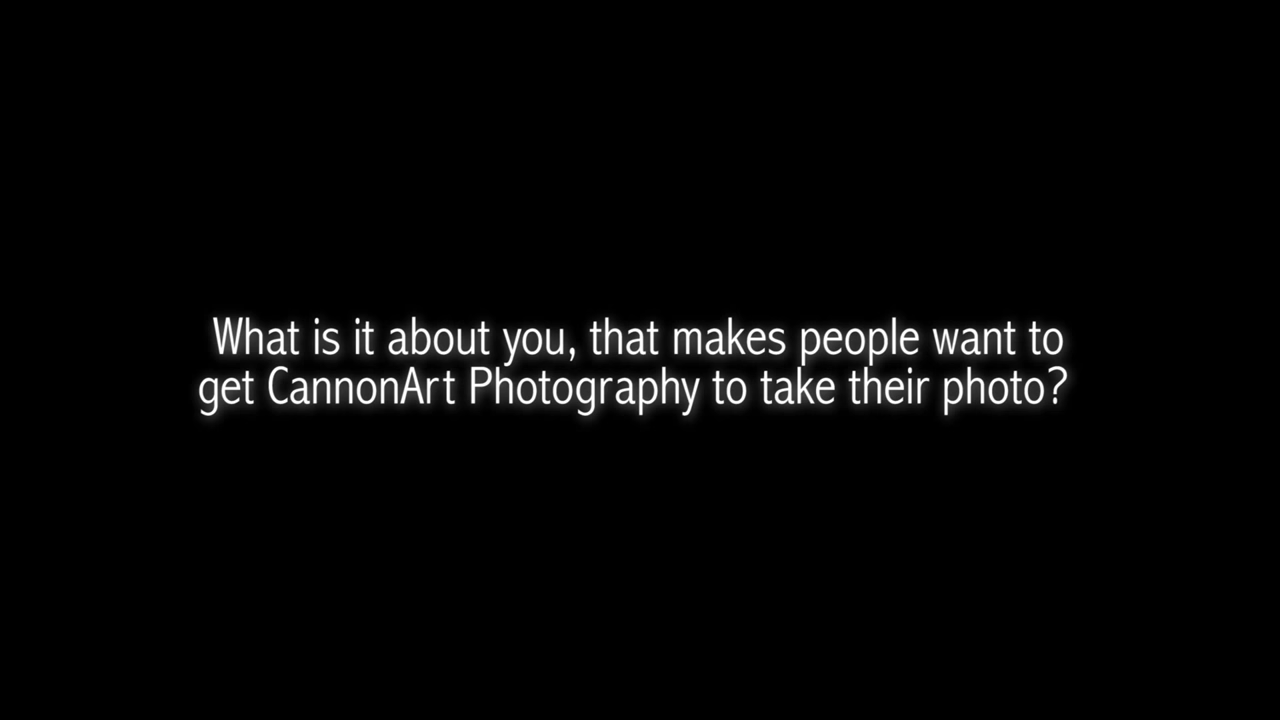 What is it about you, that makes people want to
get CannonArt Photography to take their photo?